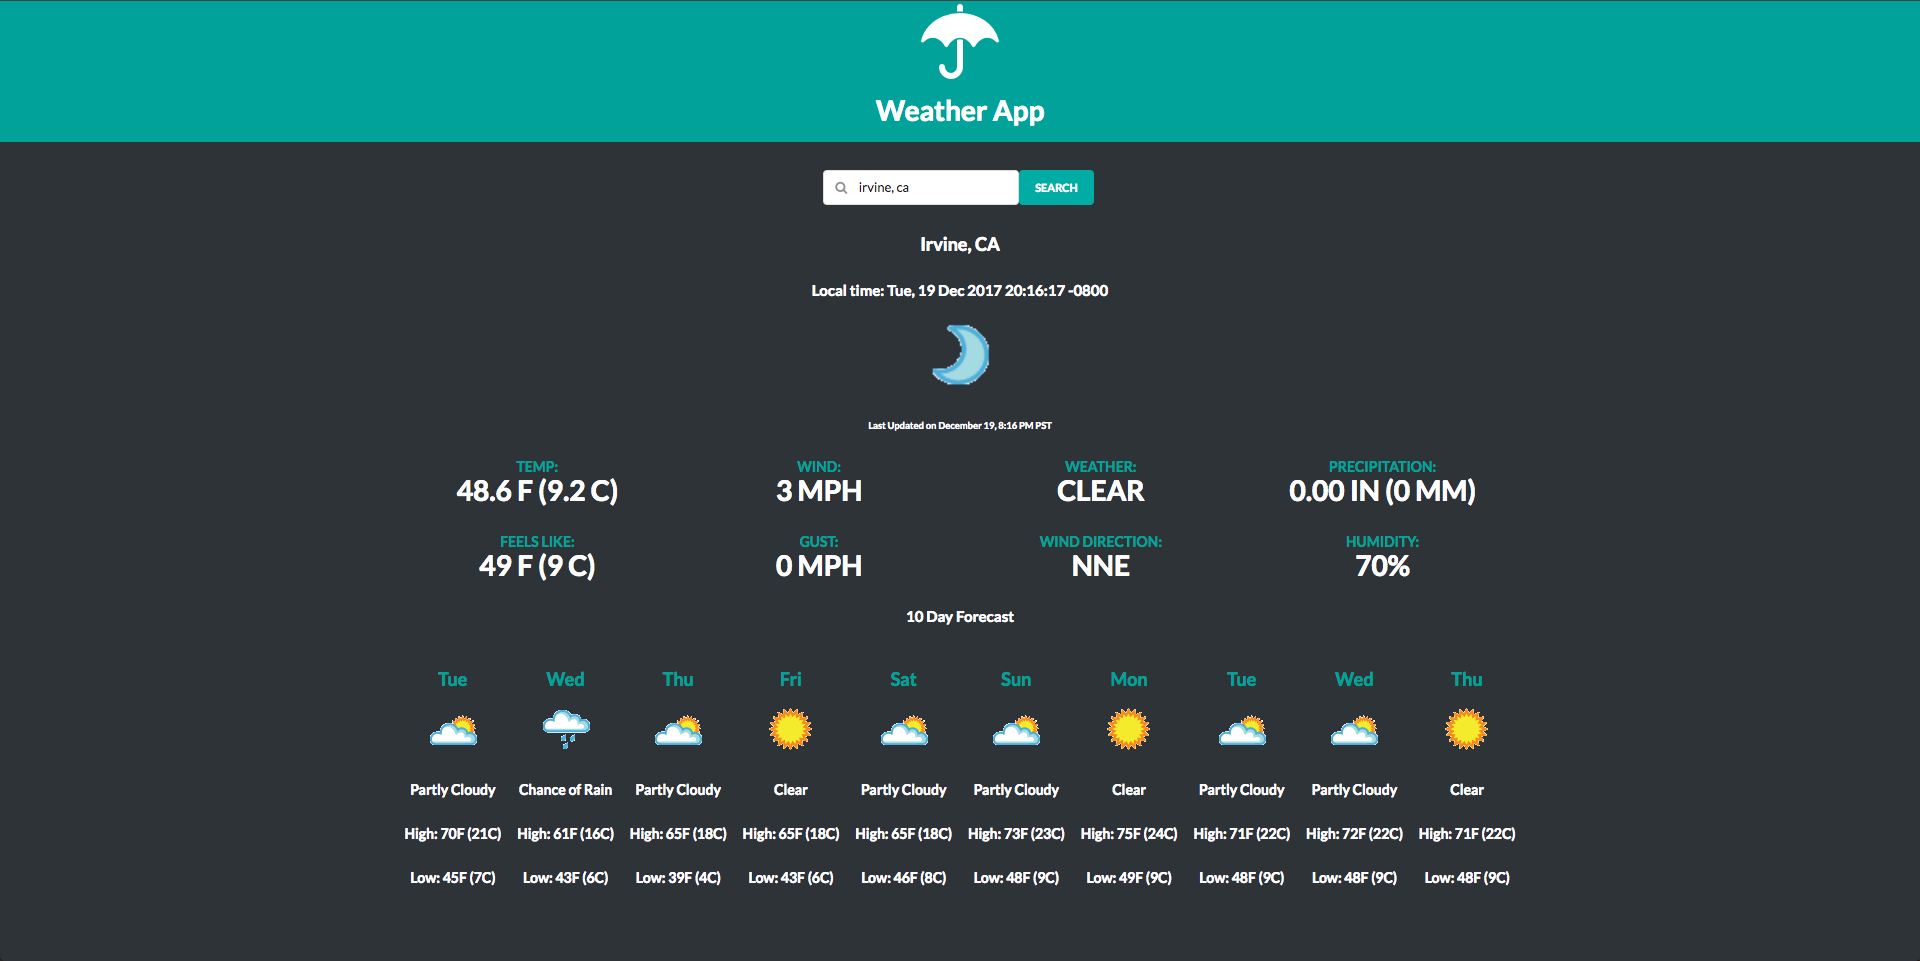 Weather App
irvine, ca
SEARCH
Irvine, CA
Local time: Tue, 19 Dec 2017 20:16:17 -0800
Last Updated on December 19, 8:16 PM PST
TEMP: WIND: WEATHER: PRECIPITATION:
48.6 F (9.2 C) 3 MPH CLEAR 0.00 IN (0 MM)
FEELS LIKE: GUST: WIND DIRECTION: HUMIDITY:
49 F (9 C) 0 MPH NNE 70%
10 Day Forecast
Tue Wed Thu Fri Sat Sun Mon Tue Wed Thu
Partly Cloudy Chance of Rain Partly Cloudy Clear Partly Cloudy Partly Cloudy Clear Partly Cloudy Partly Cloudy Clear
High: 70F (21C) High: 61F (16C) High: 65F (18C) High: 65F (18C) High: 65F (18C) High: 73F (23C) High: 75F (24C) High: 71F (22C) High: 72F (22C) High: 71F (22C)
Low: 45F (7C) Low: 43F (6C) Low: 39F (4C) Low: 43F (6C) Low: 46F (8C) Low: 48F (9C) Low: 49F (9C) Low: 48F (9C) Low: 48F (9C) Low: 48F (9C)